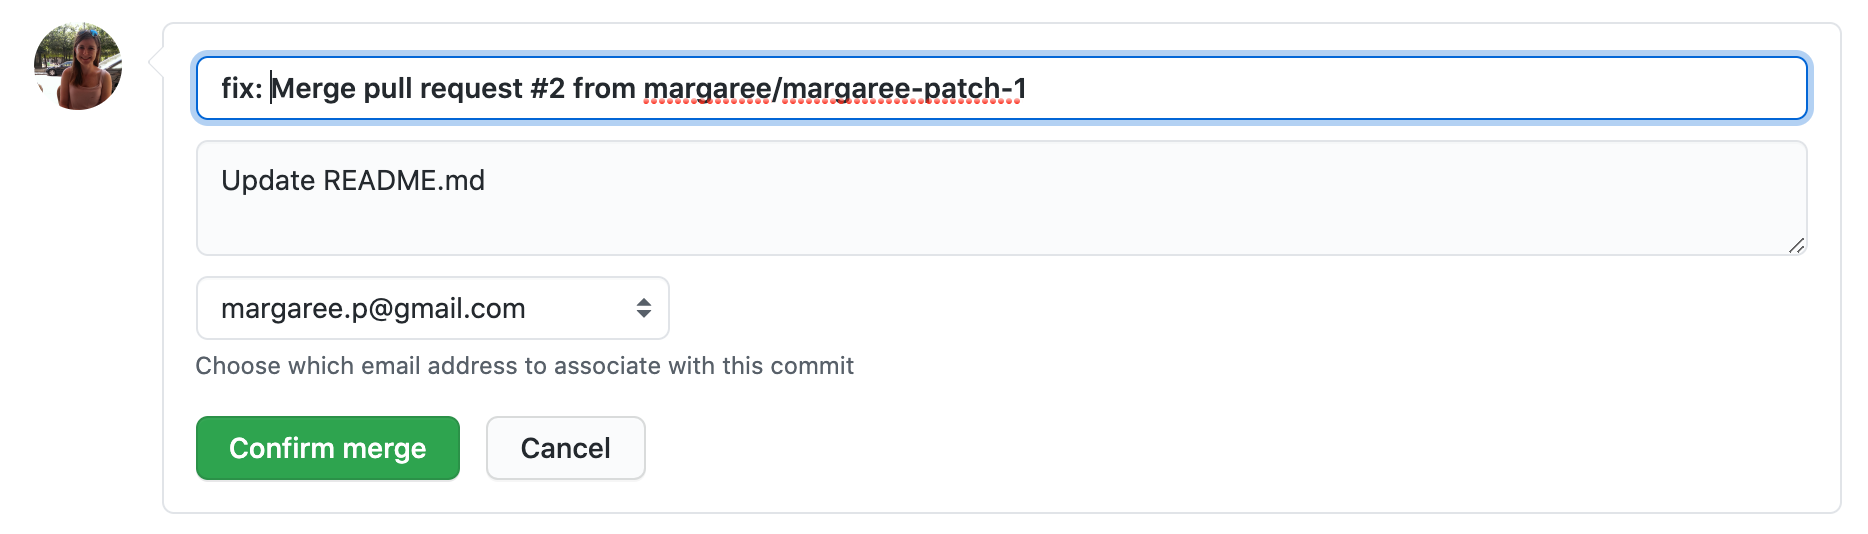 fix: Merge pull request #2 from margaree/margaree-patch-1
Update README.md
margaree.p@gmail.com
Choose which email address to associate with this commit
Confirm merge
Cancel